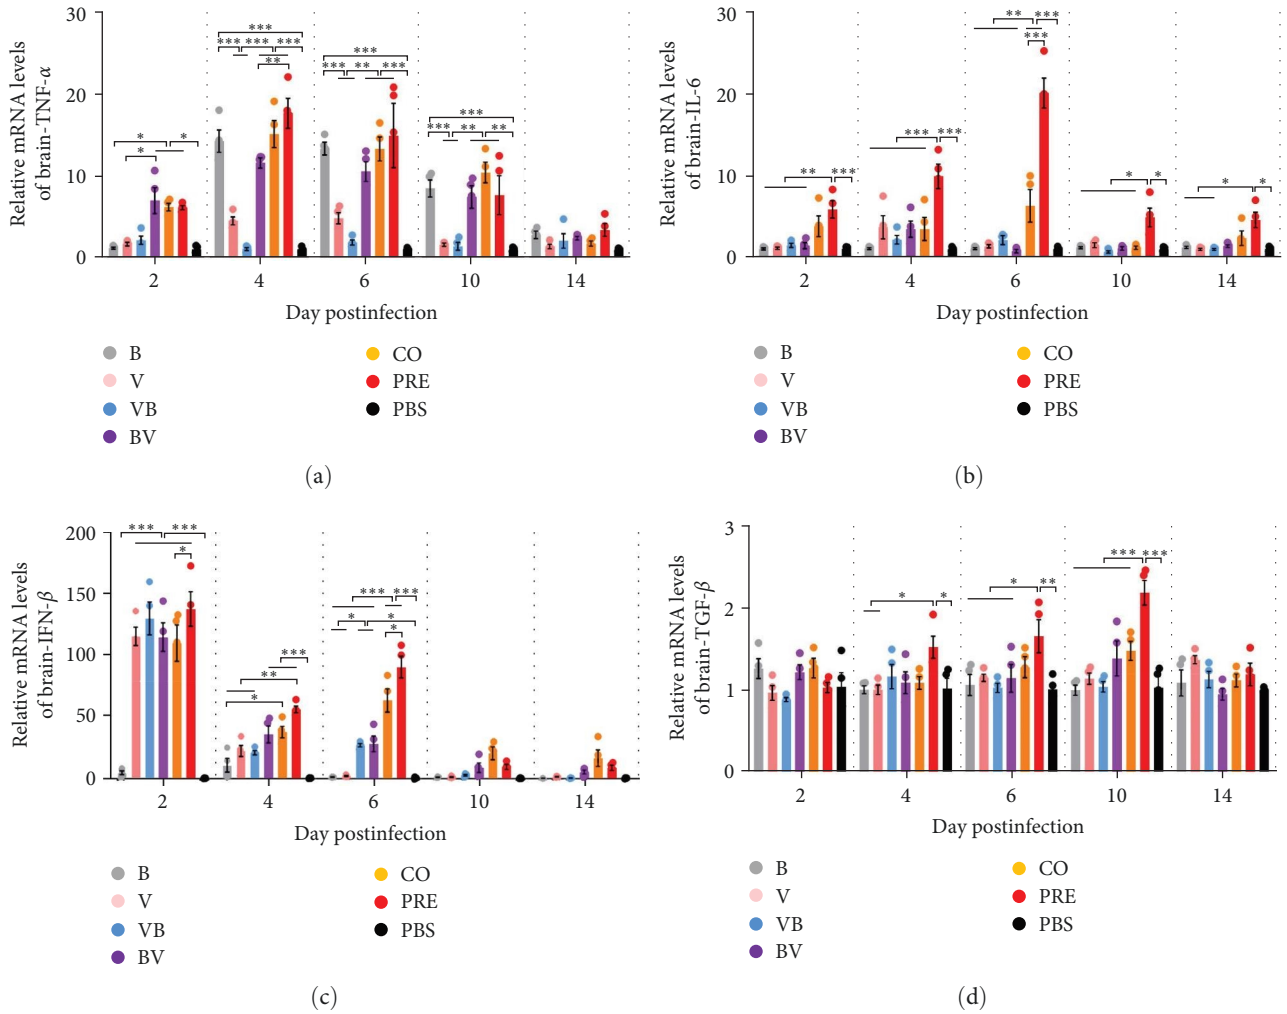 Relative mRNA levels
of brain-TNF-α
30
20
10
0
***
*** *** ***
**
***
*** ** ***
***
*** ** **
* *
*
2 4 6 10 14
Day postinfection
B
V
VB
BV
CO
PRE
PBS
(a)
Relative mRNA levels
of brain-IL-6
30
20
10
0
** ***
***
*** ***
** ***
* *
* *
2 4 6 10 14
Day postinfection
B
V
VB
BV
CO
PRE
PBS
(b)
Relative mRNA levels
of brain-IFN-β
200
150
100
50
0
*** ***
*
***
**
*
*** ***
* *
*
2 4 6 10 14
Day postinfection
B
V
VB
BV
CO
PRE
PBS
(c)
Relative mRNA levels
of brain-TGF-β
3
2
1
0
* *
* **
*** ***
2 4 6 10 14
Day postinfection
B
V
VB
BV
CO
PRE
PBS
(d)